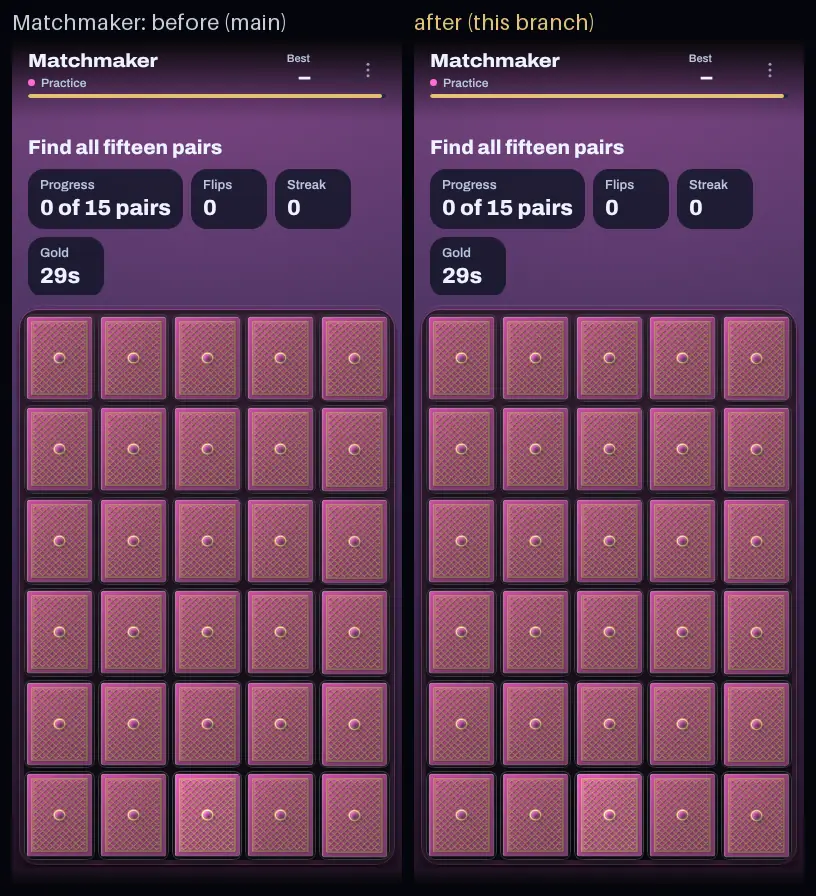 Matchmaker: before (main)
Matchmaker
Best
Practice
–
Find all fifteen pairs
Progress
0 of 15 pairs
Flips
0
Streak
0
Gold
29s
after (this branch)
Matchmaker
Best
Practice
–
Find all fifteen pairs
Progress
0 of 15 pairs
Flips
0
Streak
0
Gold
29s